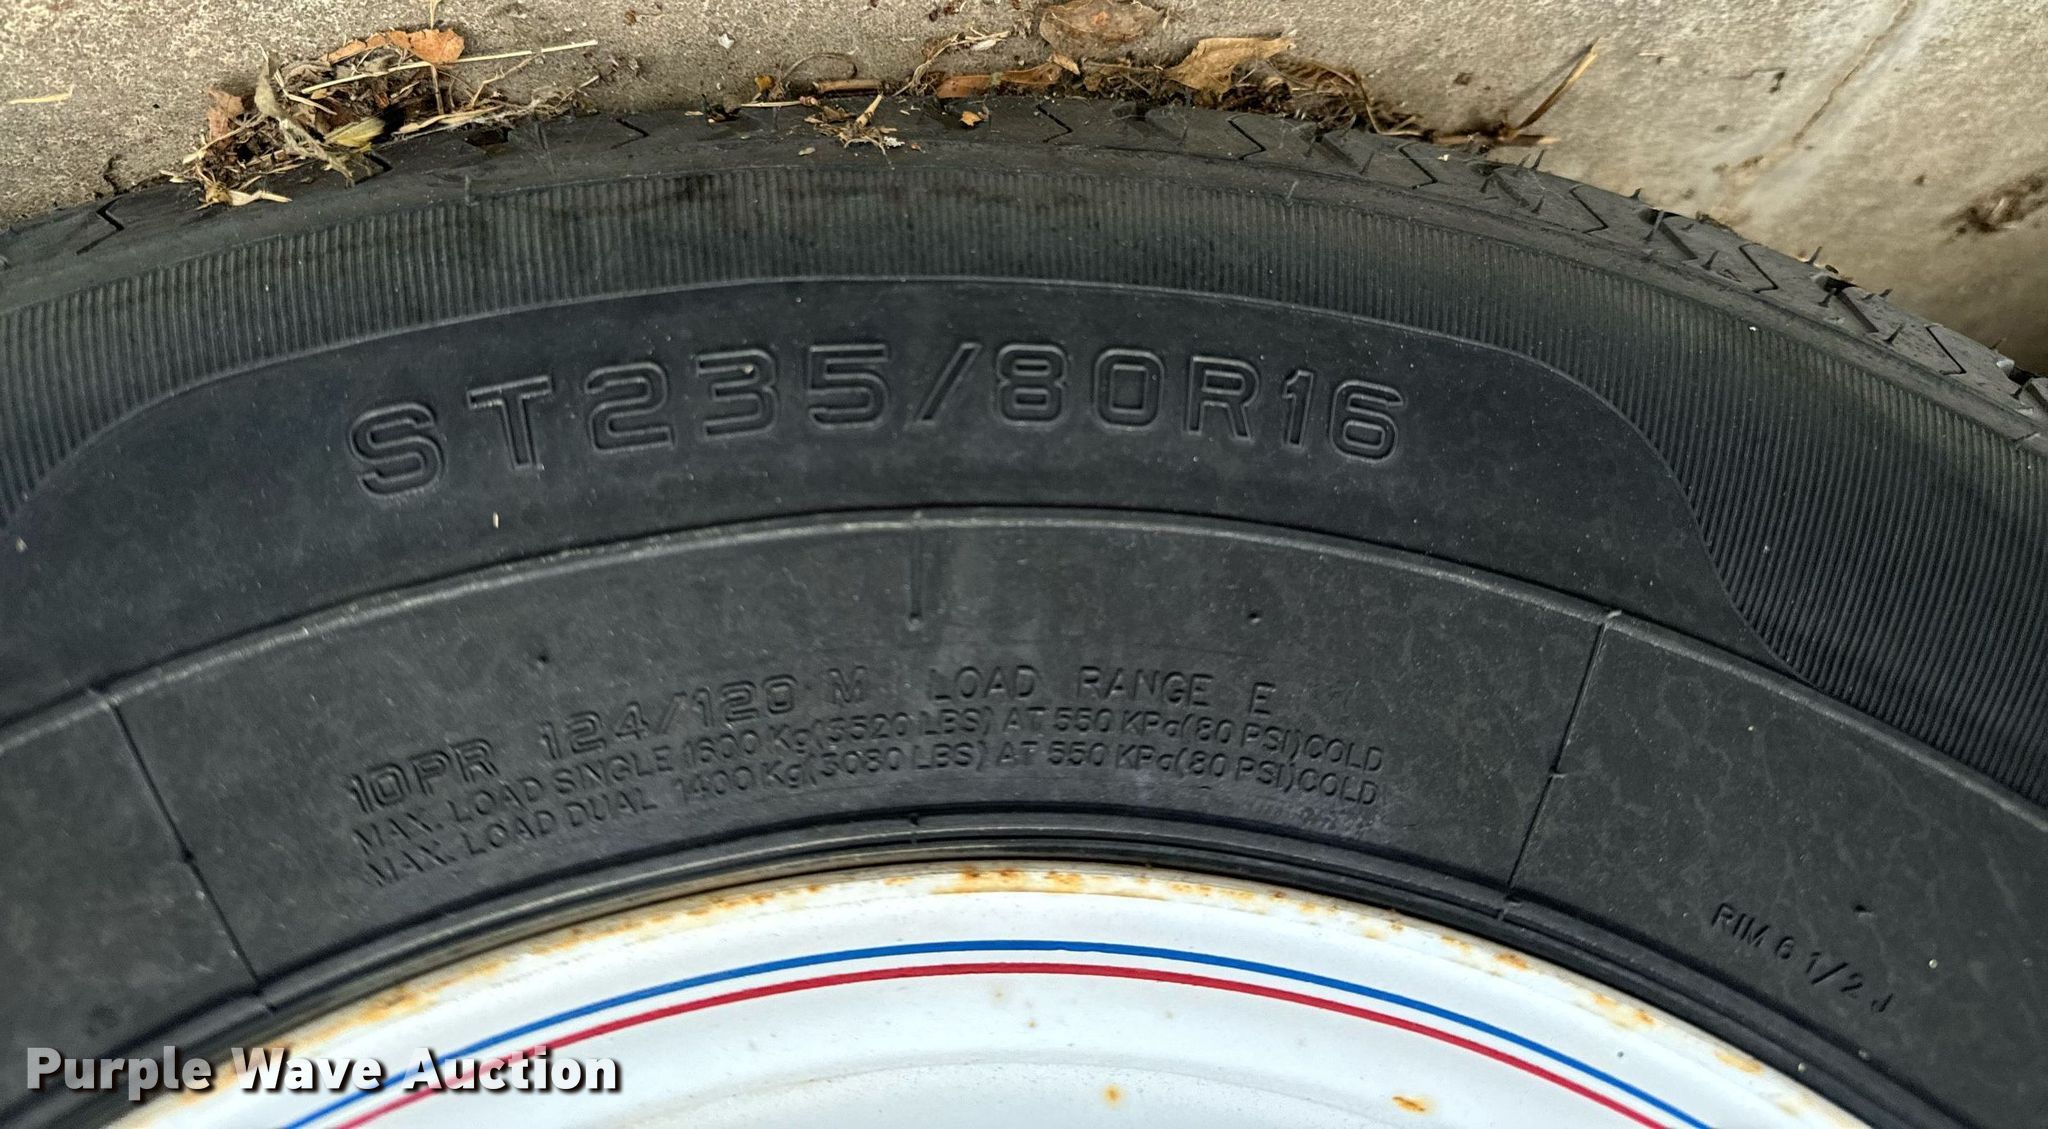 ST235/80R16
10PR 124/120 M LOAD RANGE E
MAX. LOAD SINGLE 1600 Kg(3520 LBS) AT 550 KPa(80 PSI)COLD
MAX. LOAD DUAL 1400 Kg(3080 LBS) AT 550 KPa(80 PSI)COLD
RIM 6 1/2 J
Purple Wave Auction